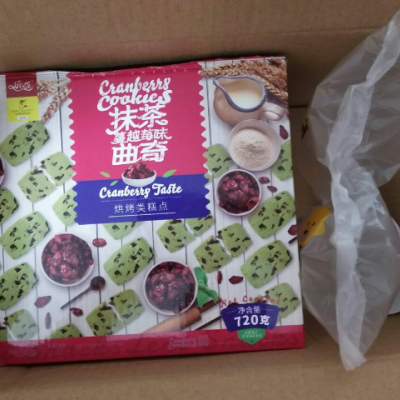 Cranberry
Cookies
抹茶
蔓越莓味
曲奇
Cranberry Taste
烘烤类糕点
净含量
720克